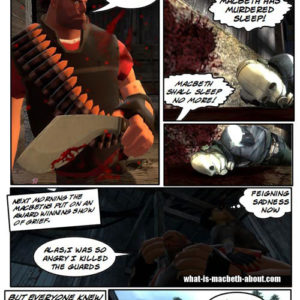 MACBETH HAS
MURDERED
SLEEP!
MACBETH
SHALL SLEEP
NO MORE!
NEXT MORNING THE
MACBETHS PUT ON AN
AWARD WINNING SHOW
OF GRIEF.
FEIGNING
SADNESS
NOW
ALAS,I WAS SO
ANGRY I KILLED
THE GUARDS
what-is-macbeth-about.com
BUT EVERYONE KNEW